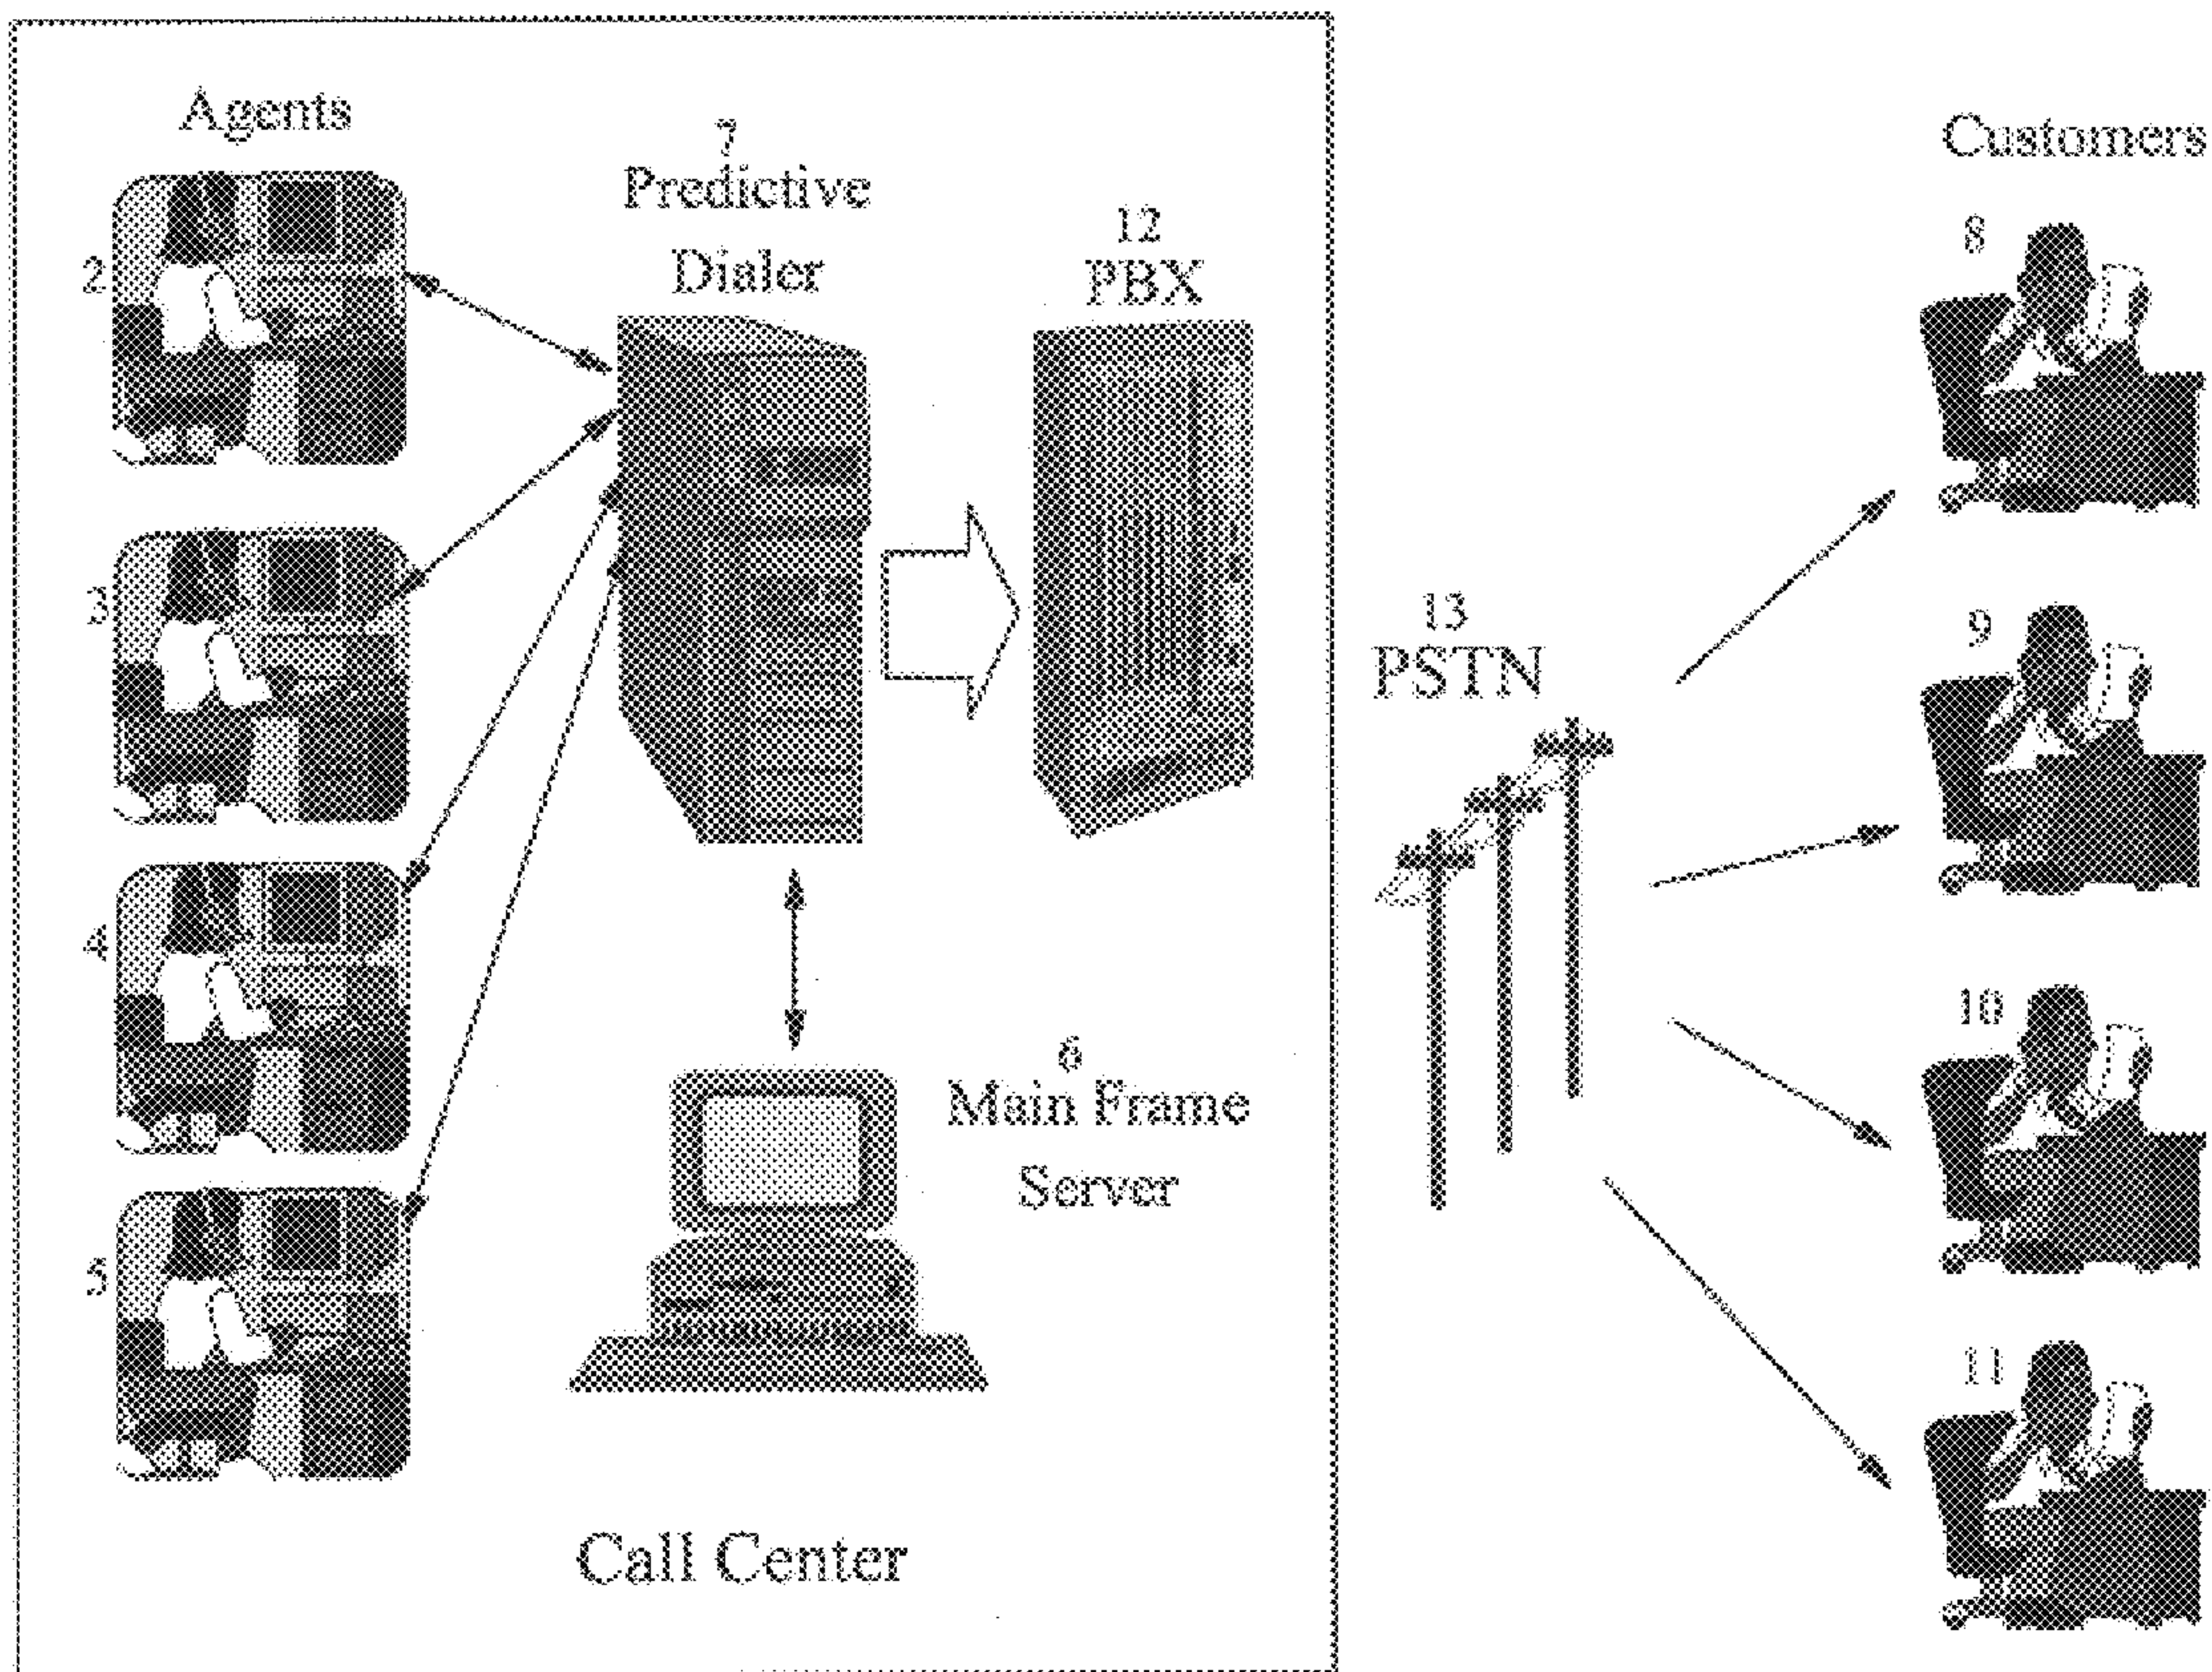 Agents
2
3
4
5
7
Predictive
Dialer
12
PBX
6
Main Frame
Server
Call Center
13
PSTN
Customers
8
9
10
11